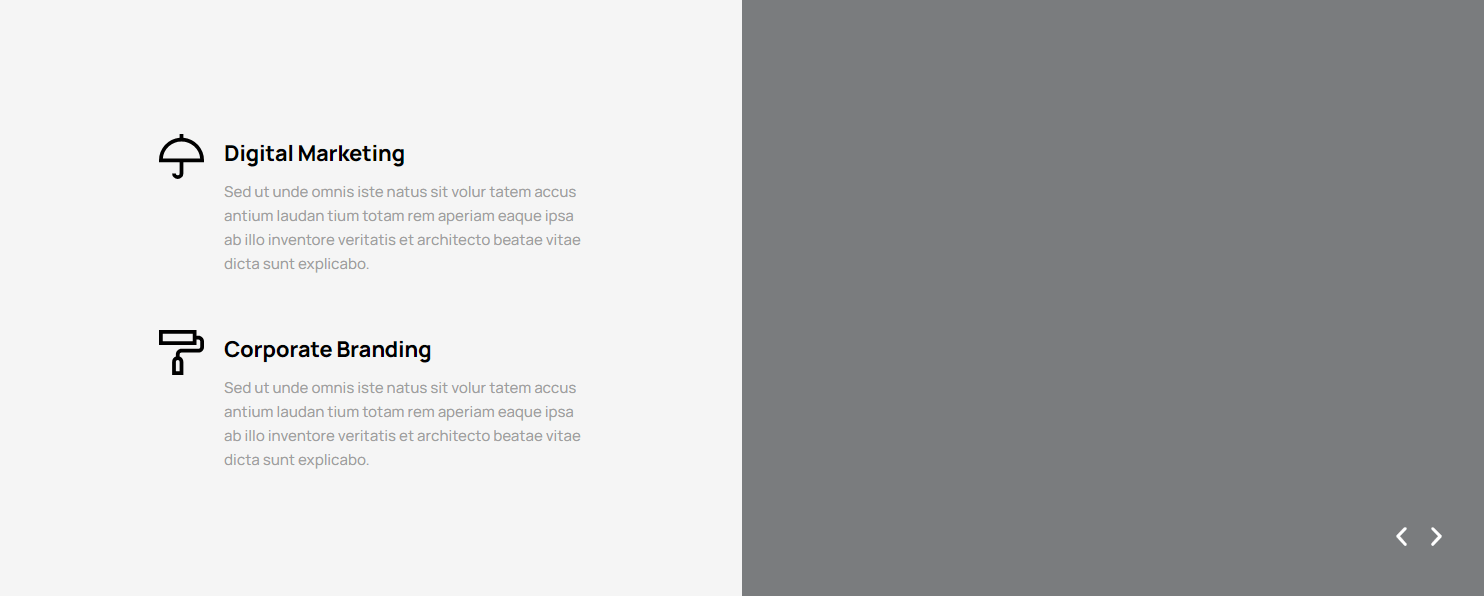 Digital Marketing
Sed ut unde omnis iste natus sit volur tatem accus
antium laudan tium totam rem aperiam eaque ipsa
ab illo inventore veritatis et architecto beatae vitae
dicta sunt explicabo.
Corporate Branding
Sed ut unde omnis iste natus sit volur tatem accus
antium laudan tium totam rem aperiam eaque ipsa
ab illo inventore veritatis et architecto beatae vitae
dicta sunt explicabo.